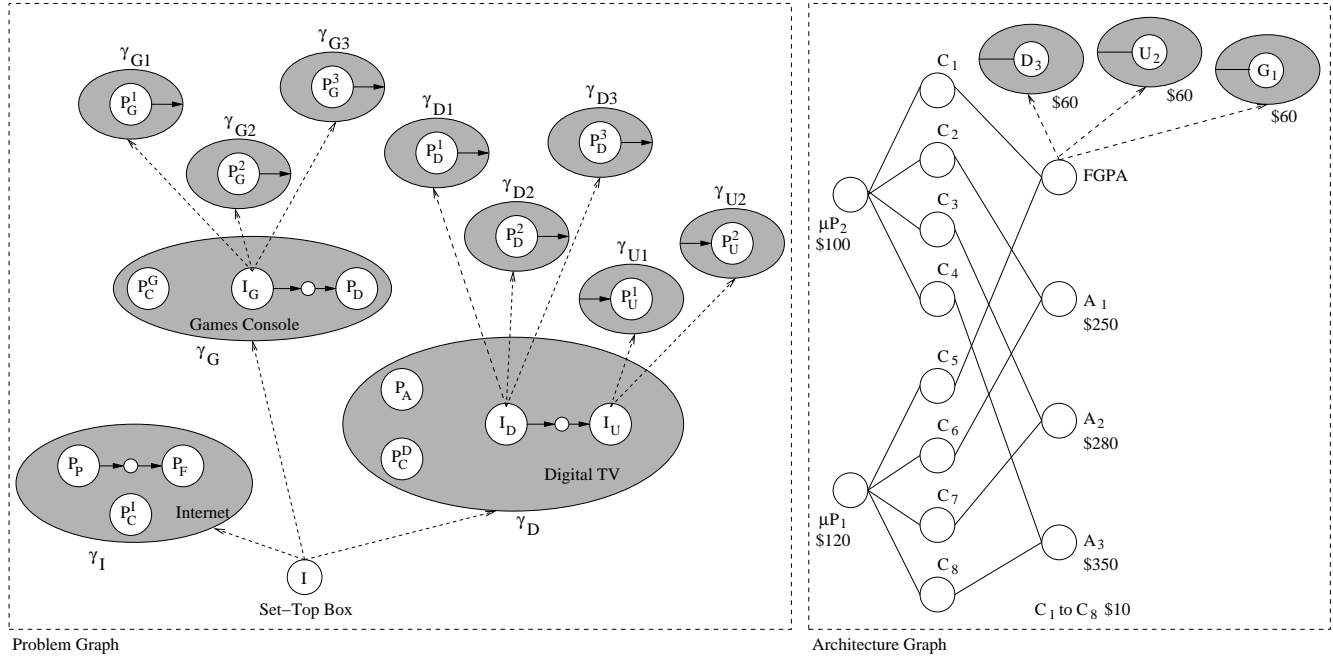 γG1
γG3
γG2
γD1
γD3
γD2
γU2
γU1
P1G
P3G
P2G
P1D
P3D
P2D
P2U
P1U
PGC
IG
PD
Games Console
γG
PA
ID
IU
PDC
Digital TV
γD
PP
PF
PIC
Internet
γI
I
Set-Top Box
Problem Graph
C1
D3
$60
U2
$60
G1
$60
C2
FGPA
μP2
$100
C3
C4
A1
$250
C5
C6
A2
$280
μP1
$120
C7
C8
A3
$350
C1 to C8 $10
Architecture Graph